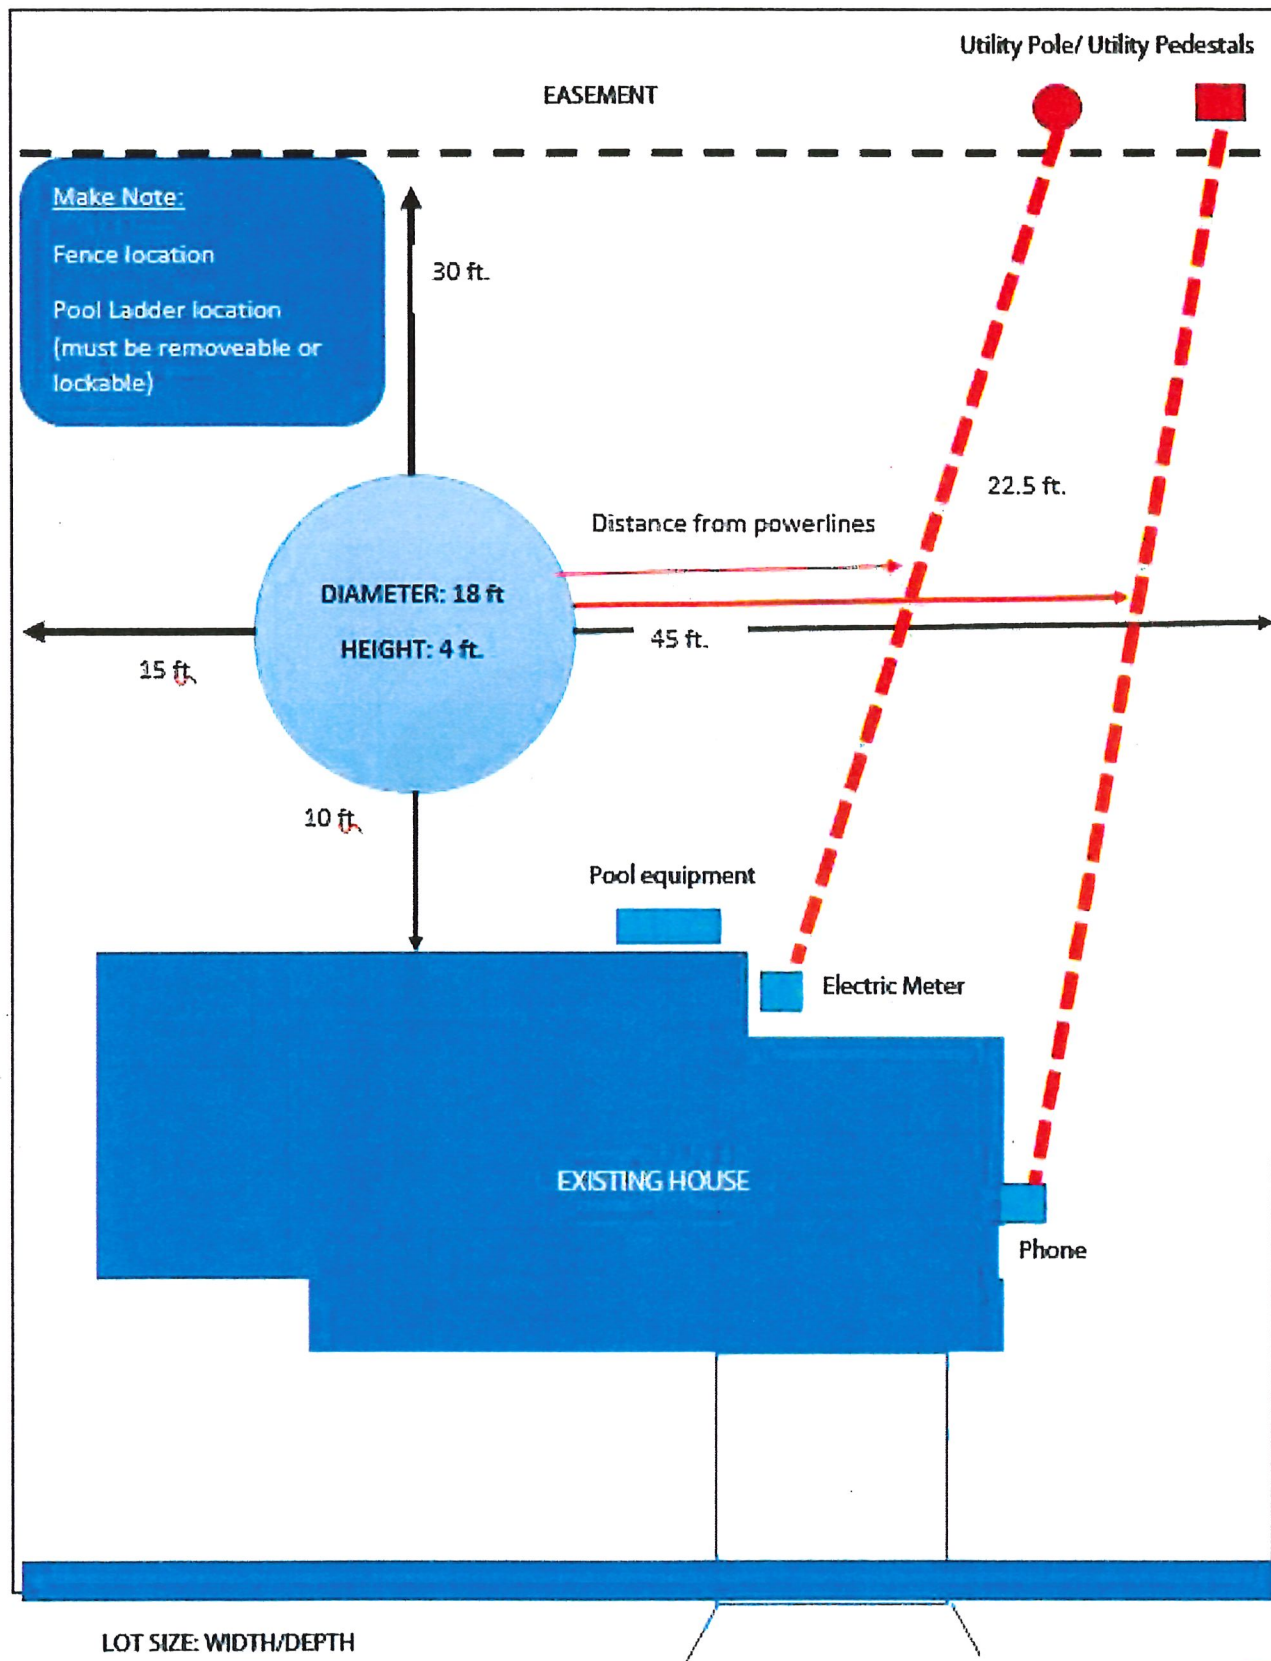 Utility Pole/ Utility Pedestals
EASEMENT
Make Note:
Fence location
Pool Ladder location
(must be removeable or
lockable)
30 ft.
22.5 ft.
Distance from powerlines
DIAMETER: 18 ft
HEIGHT: 4 ft.
45 ft.
15 ft.
10 ft.
Pool equipment
Electric Meter
EXISTING HOUSE
Phone
LOT SIZE: WIDTH/DEPTH